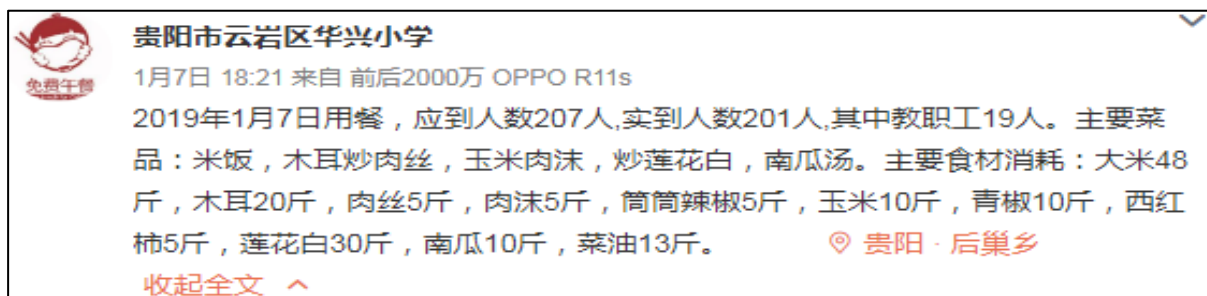 贵阳市云岩区华兴小学
免费午餐
1月7日 18:21 来自 前后2000万 OPPO R11s
2019年1月7日用餐，应到人数207人,实到人数201人,其中教职工19人。主要菜
品：米饭，木耳炒肉丝，玉米肉沫，炒莲花白，南瓜汤。主要食材消耗：大米48
斤，木耳20斤，肉丝5斤，肉沫5斤，筒筒辣椒5斤，玉米10斤，青椒10斤，西红
柿5斤，莲花白30斤，南瓜10斤，菜油13斤。 贵阳 · 后巢乡
收起全文